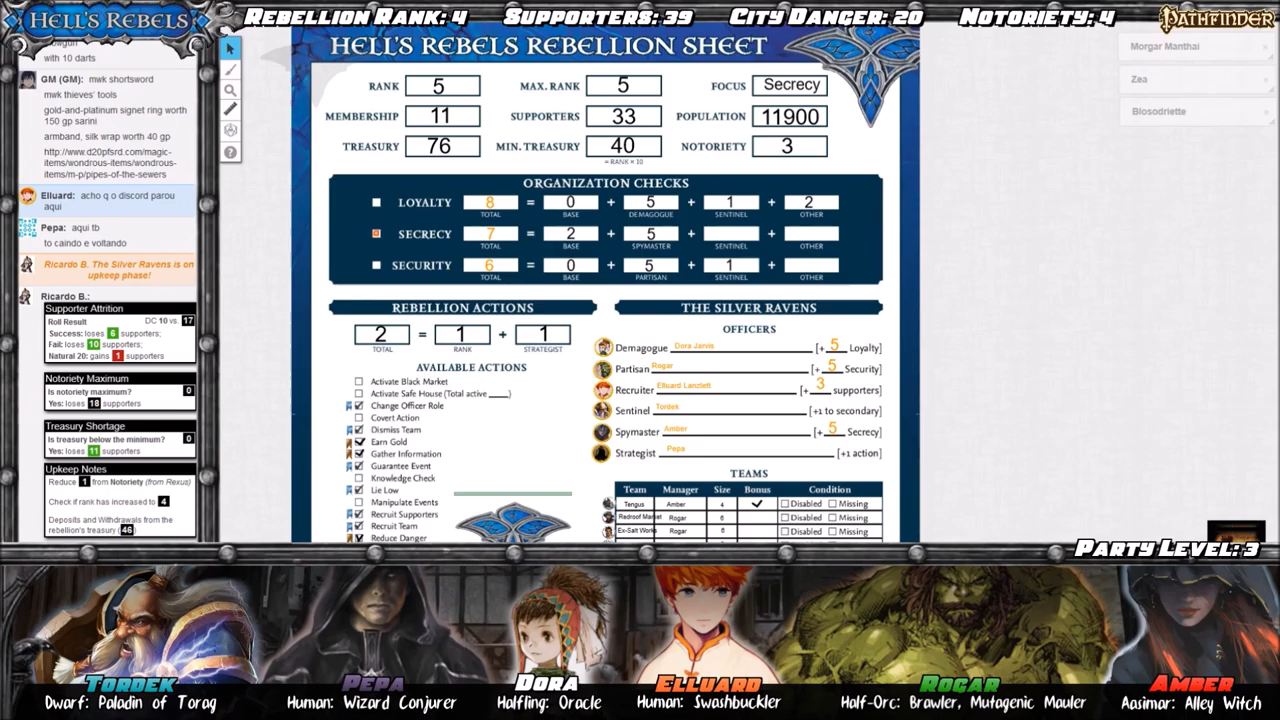 HELL'S REBELS
REBELLION RANK: 4 SUPPORTERS: 39 CITY DANGER: 20 NOTORIETY: 4
PATHFINDER
with 10 darts
GM (GM): mwk shortsword
mwk thieves' tools
gold-and-platinum signet ring worth
150 gp sarini
armband, silk wrap worth 40 gp
http://www.d20pfsrd.com/magic-
items/wondrous-items/wondrous-
items/m-p/pipes-of-the-sewers
Elluard: acho q o discord parou
aqui
Pepa: aqui tb
to caindo e voltando
Ricardo B. The Silver Ravens is on
upkeep phase!
Ricardo B.:
Supporter Attrition
Roll Result DC 10 vs. 17
Success: loses 6 supporters;
Fail: loses 10 supporters;
Natural 20: gains 1 supporters
Notoriety Maximum
Is notoriety maximum? 0
Yes: loses 18 supporters
Treasury Shortage
Is treasury below the minimum? 0
Yes: loses 11 supporters
Upkeep Notes
Reduce 1 from Notoriety (from Rexus)
Check if rank has increased to 4
Deposits and Withdrawals from the
rebellion's treasury (46
HELL'S REBELS REBELLION SHEET
RANK 5 MAX. RANK 5 FOCUS Secrecy
MEMBERSHIP 11 SUPPORTERS 33 POPULATION 11900
TREASURY 76 MIN. TREASURY 40 NOTORIETY 3
= RANK × 10
ORGANIZATION CHECKS
LOYALTY 8 = 0 + 5 + 1 + 2
TOTAL BASE DEMAGOGUE SENTINEL OTHER
SECRECY 7 = 2 + 5 + +
TOTAL BASE SPYMASTER SENTINEL OTHER
SECURITY 6 = 0 + 5 + 1 +
TOTAL BASE PARTISAN SENTINEL OTHER
REBELLION ACTIONS
2 = 1 + 1
TOTAL RANK STRATEGIST
AVAILABLE ACTIONS
Activate Black Market
Activate Safe House (Total active ____)
Change Officer Role
Covert Action
Dismiss Team
Earn Gold
Gather Information
Guarantee Event
Knowledge Check
Lie Low
Manipulate Events
Recruit Supporters
Recruit Team
Reduce Danger
THE SILVER RAVENS
OFFICERS
Demagogue Dora Jarvis [+ 5 Loyalty]
Partisan Rogar [+ 5 Security]
Recruiter Elluard Lanzlett [+ 3 supporters]
Sentinel Tordek [+1 to secondary]
Spymaster Amber [+ 5 Secrecy]
Strategist Pepa [+1 action]
TEAMS
Team Manager Size Bonus Condition
Tengus Amber 4 Disabled Missing
Redroof Market Rogar 6 Disabled Missing
Ex-Salt Works Rogar 6 Disabled Missing
Morgar Manthai
Zea
Blosodriette
PARTY LEVEL: 3
TORDEK
Dwarf: Paladin of Torag
PEPA
Human: Wizard Conjurer
DORA
Halfling: Oracle
ELLUARD
Human: Swashbuckler
ROGAR
Half-Orc: Brawler, Mutagenic Mauler
AMBER
Aasimar: Alley Witch